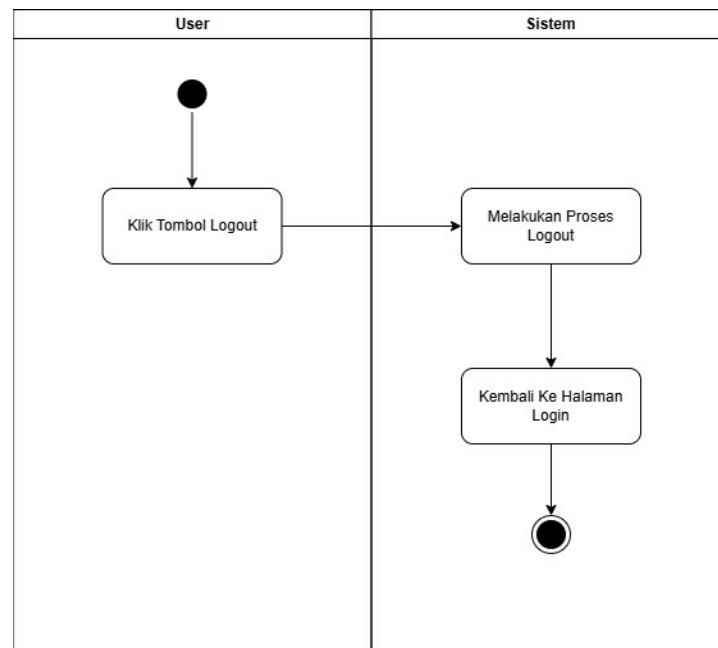 User
Sistem
Klik Tombol Logout
Melakukan Proses
Logout
Kembali Ke Halaman
Login